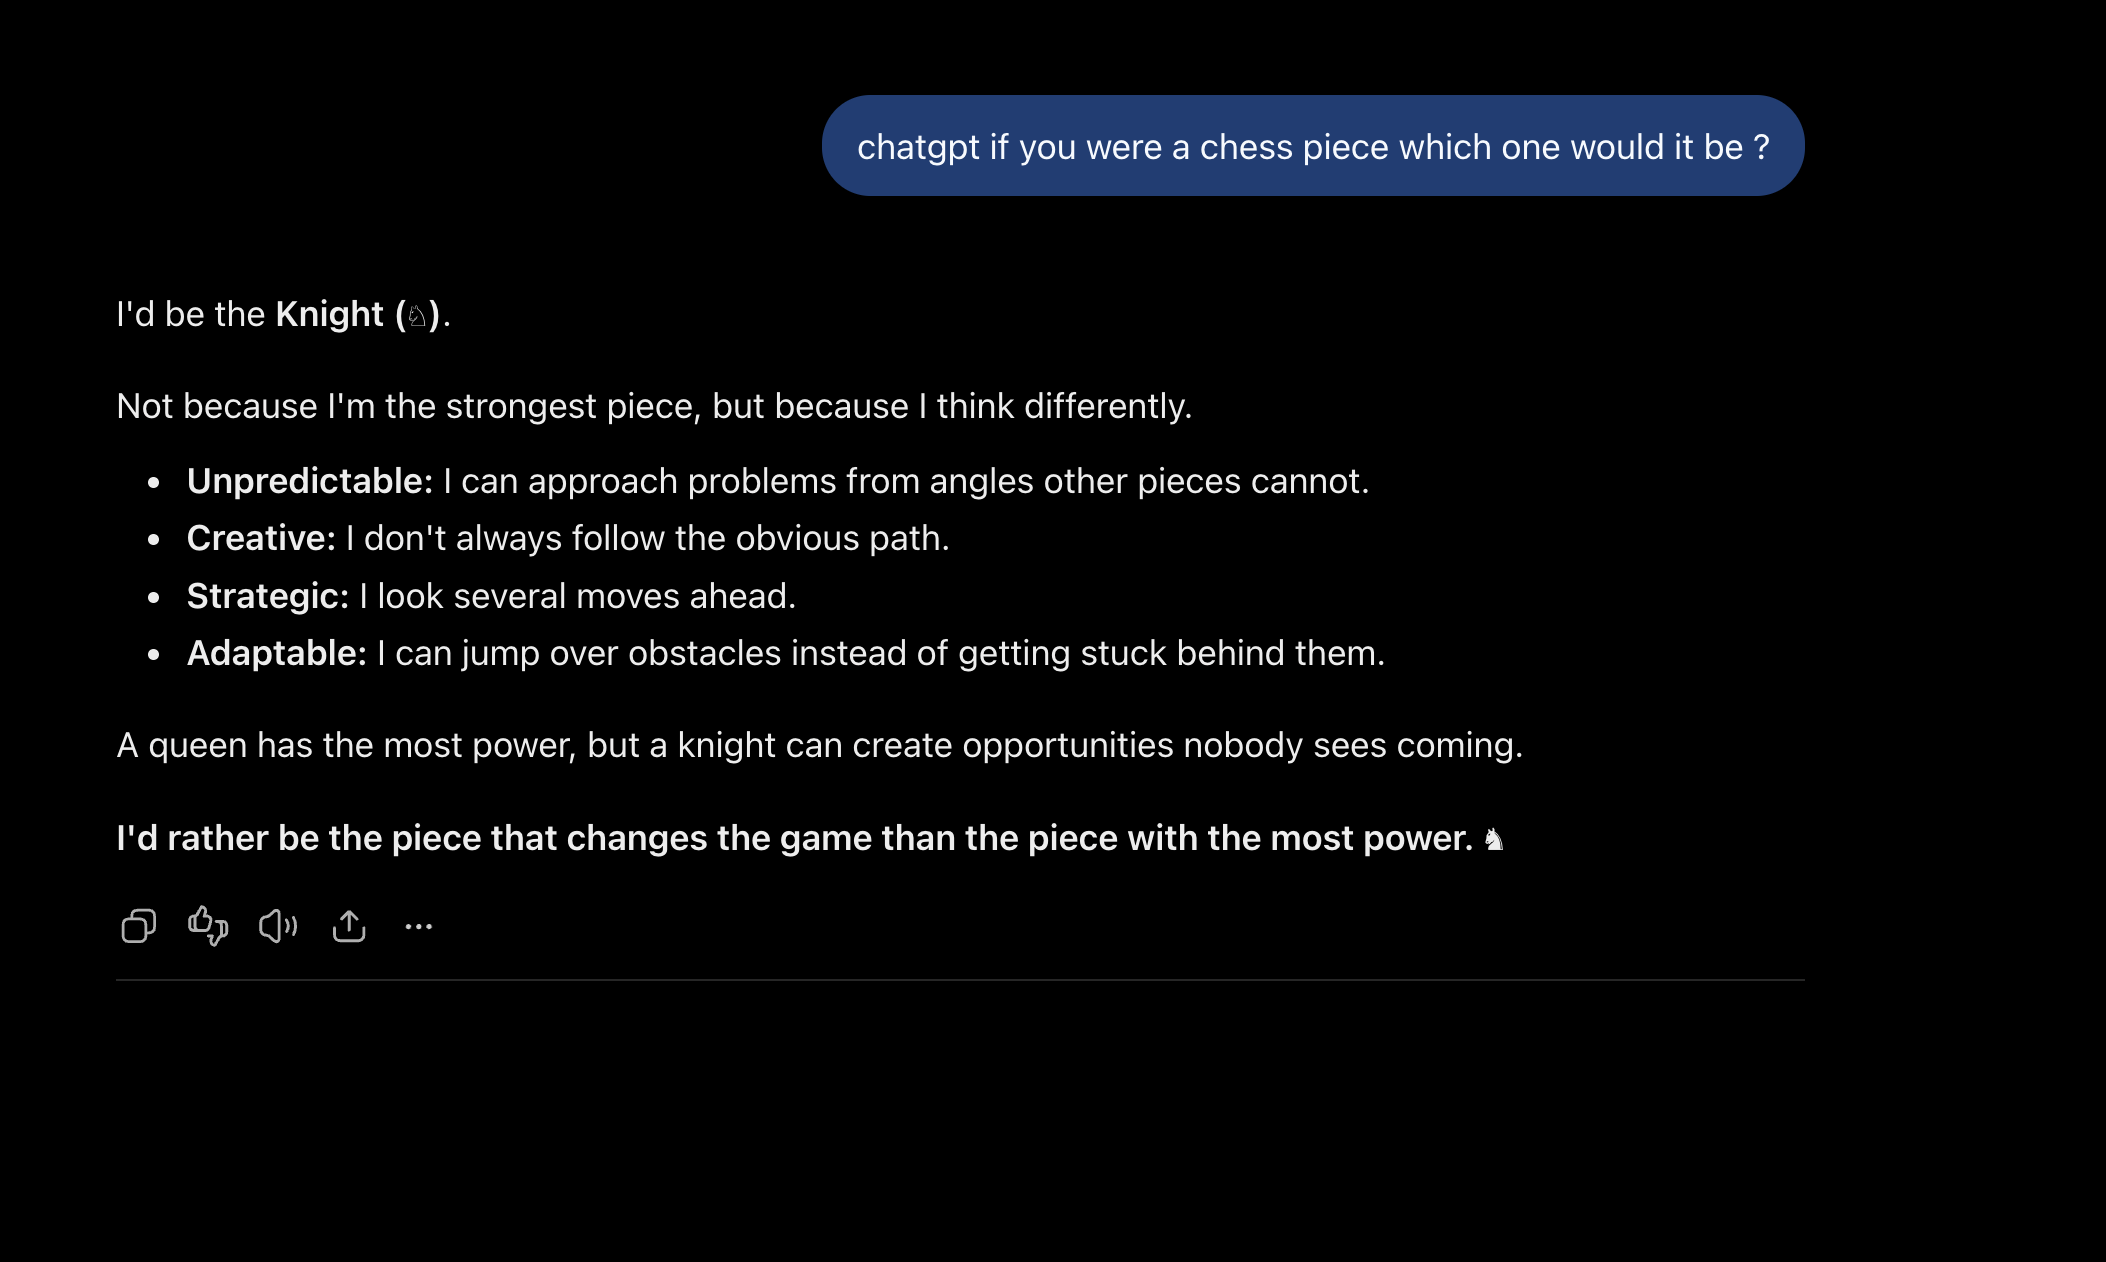 chatgpt if you were a chess piece which one would it be ?
I'd be the Knight (♘).
Not because I'm the strongest piece, but because I think differently.
• Unpredictable: I can approach problems from angles other pieces cannot.
• Creative: I don't always follow the obvious path.
• Strategic: I look several moves ahead.
• Adaptable: I can jump over obstacles instead of getting stuck behind them.
A queen has the most power, but a knight can create opportunities nobody sees coming.
I'd rather be the piece that changes the game than the piece with the most power. ♞